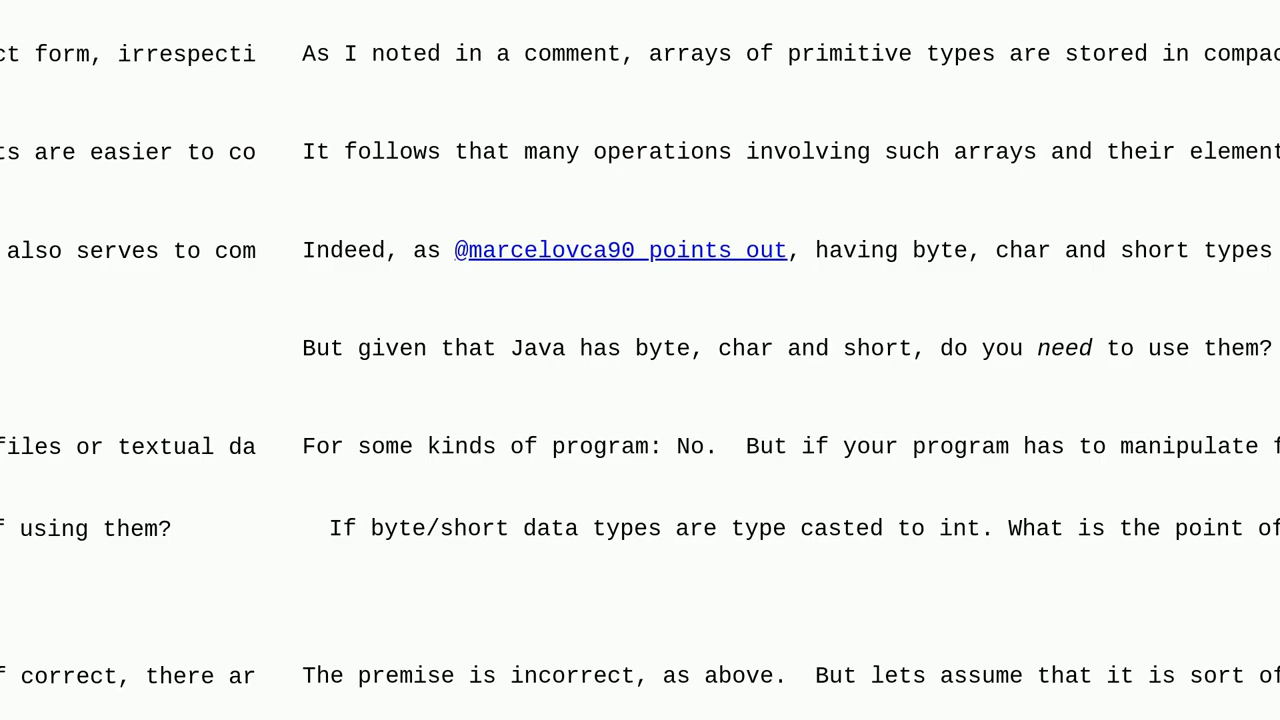 ct form, irrespecti As I noted in a comment, arrays of primitive types are stored in compac
ts are easier to co It follows that many operations involving such arrays and their element
also serves to com Indeed, as @marcelovca90 points out, having byte, char and short types
But given that Java has byte, char and short, do you need to use them?
files or textual da For some kinds of program: No. But if your program has to manipulate f
f using them? If byte/short data types are type casted to int. What is the point of
f correct, there ar The premise is incorrect, as above. But lets assume that it is sort of